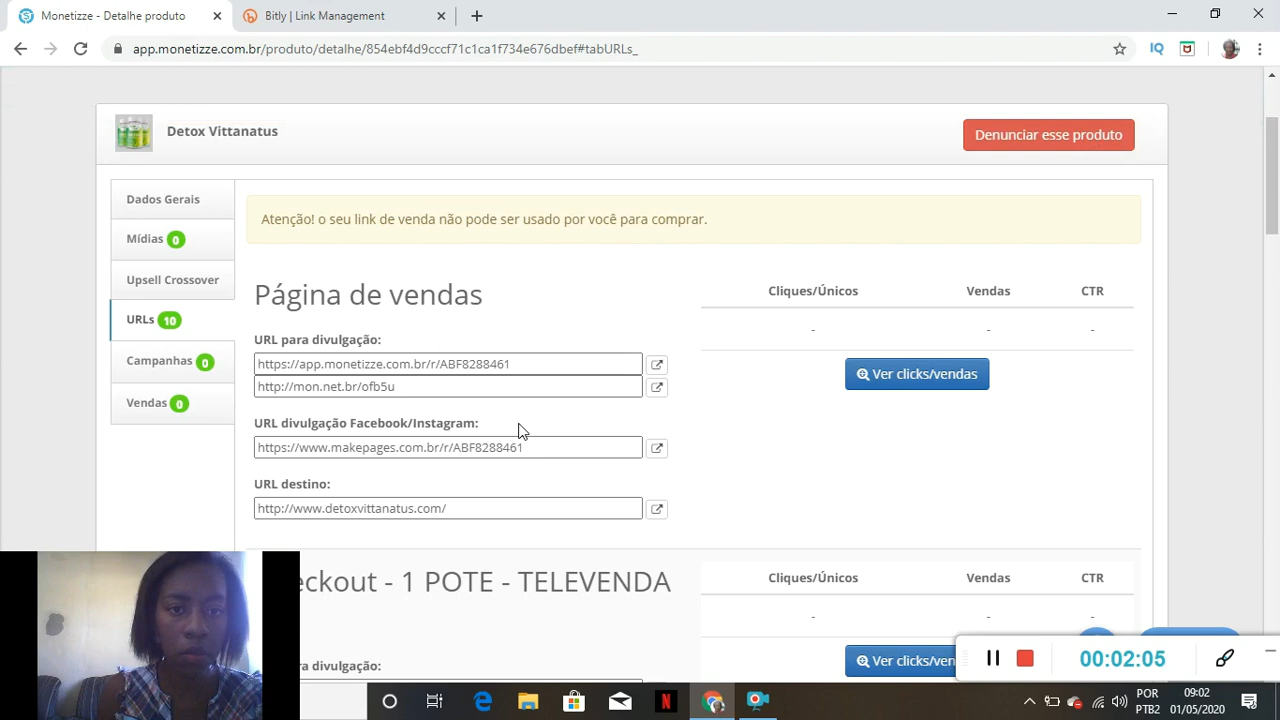 Monetizze - Detalhe produto
Bitly | Link Management
app.monetizze.com.br/produto/detalhe/854ebf4d9cccf71c1ca1f734e676dbef#tabURLs_
IQ
Detox Vittanatus
Denunciar esse produto
Dados Gerais
Mídias 0
Upsell Crossover
URLs 10
Campanhas 0
Vendas 0
Atenção! o seu link de venda não pode ser usado por você para comprar.
Página de vendas
URL para divulgação:
https://app.monetizze.com.br/r/ABF8288461
http://mon.net.br/ofb5u
URL divulgação Facebook/Instagram:
https://www.makepages.com.br/r/ABF8288461
URL destino:
http://www.detoxvittanatus.com/
Cliques/Únicos Vendas CTR
- - -
Ver clicks/vendas
eckout - 1 POTE - TELEVENDA
ra divulgação:
Cliques/Únicos Vendas CTR
- - -
Ver clicks/ven
00:02:05
POR
PTB2
09:02
01/05/2020